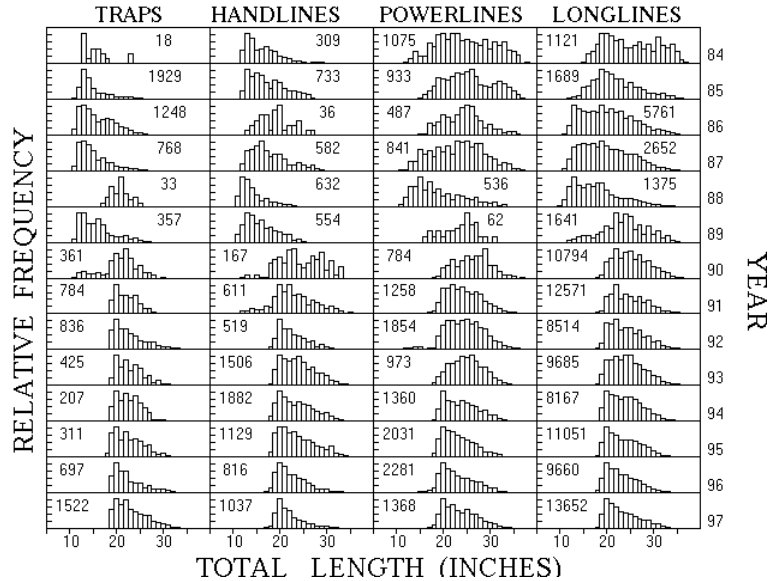 TRAPS HANDLINES POWERLINES LONGLINES
18 309 1075 1121 84
1929 733 933 1689 85
1248 36 487 5761 86
768 582 841 2652 87
33 632 536 1375 88
357 554 62 1641 89
361 167 784 10794 90
784 611 1258 12571 91
836 519 1854 8514 92
425 1506 973 9685 93
207 1882 1360 8167 94
311 1129 2031 11051 95
697 816 2281 9660 96
1522 1037 1368 13652 97
10 20 30 10 20 30 10 20 30 10 20 30
TOTAL LENGTH (INCHES)
RELATIVE FREQUENCY
YEAR